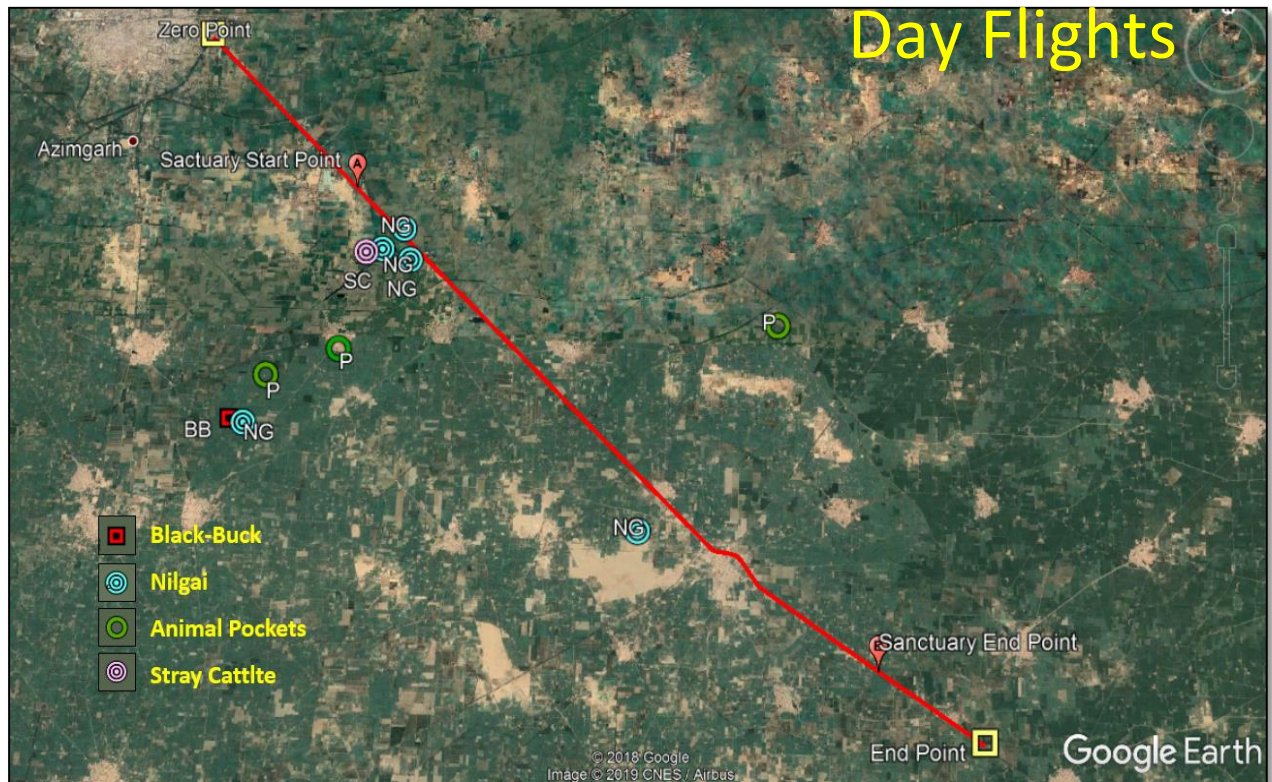 Day Flights
Zero Point
Azimgarh
Sactuary Start Point
A
NG
NG
SC
NG
P
P
P
BB
NG
NG
Black-Buck
Nilgai
Animal Pockets
Stray Cattlte
Sanctuary End Point
End Point
© 2018 Google
Image © 2019 CNES / Airbus
Google Earth